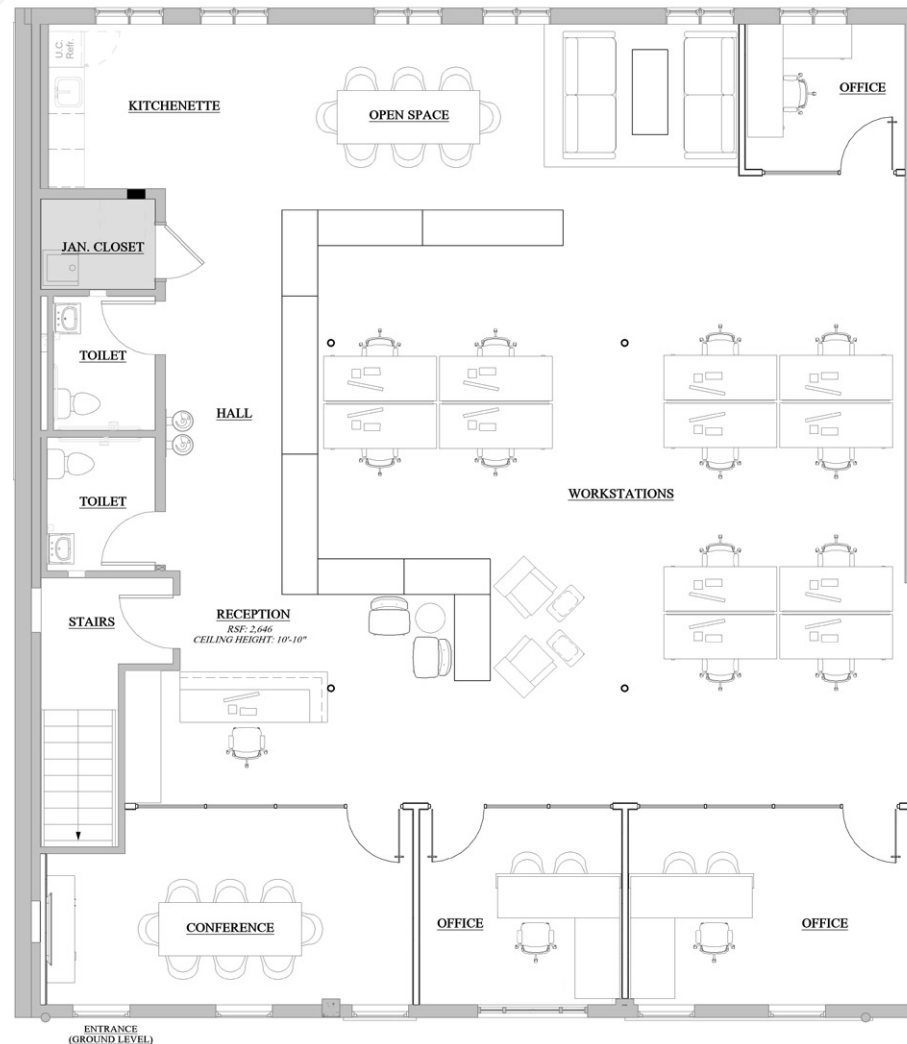 U.C.
Refr.
KITCHENETTE
OPEN SPACE
OFFICE
JAN. CLOSET
TOILET
HALL
TOILET
WORKSTATIONS
STAIRS
RECEPTION
RSF: 2,646
CEILING HEIGHT: 10'-10"
CONFERENCE
OFFICE
OFFICE
ENTRANCE
(GROUND LEVEL)